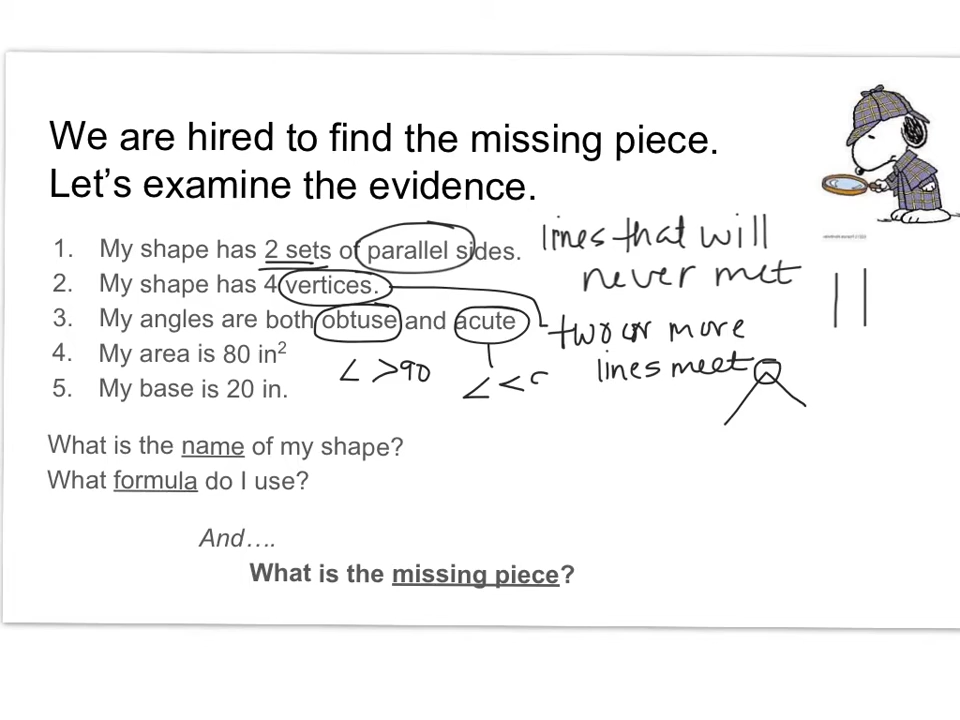 We are hired to find the missing piece.
Let's examine the evidence.
1. My shape has 2 sets of parallel sides.
lines that will
never met
2. My shape has 4 vertices.
3. My angles are both obtuse and acute
two or more
lines meet
4. My area is 80 in²
∠ >90
∠ <
5. My base is 20 in.
What is the name of my shape?
What formula do I use?
And....
What is the missing piece?